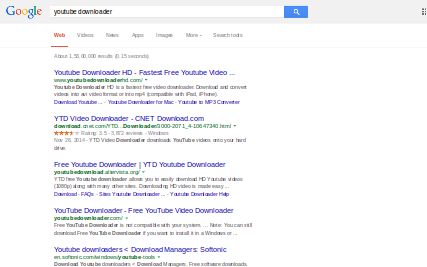 Google youtube downloader
Web Videos News Apps Images More Search tools
About 1,50,00,000 results (0.15 seconds)
Youtube Downloader HD - Fastest Free Youtube Video ...
www.youtubedownloaderhd.com/
Youtube Downloader HD is a fastest free video downloader. Download and convert
videos into avi video format or into mp4 (compatible with iPad, iPhone).
Download Youtube ... - Youtube Downloader for Mac - Youtube to MP3 Converter
YTD Video Downloader - CNET Download.com
download.cnet.com/YTD...Downloader/3000-2071_4-10647340.html
Rating: 3.5 - 3,872 reviews - Windows
Nov 26, 2014 - YTD Video Downloader downloads YouTube videos onto your hard
drive.
Free Youtube Downloader | YTD Youtube Downloader
youtubedownloader.altervista.org/
YTD free Youtube downloader allows you to easily download HD Youtube videos
(1080p) along with many other sites. Downloading HD video is made easy ...
Download - FAQs - Sites Youtube Downloader ... - Youtube Downloader Help
YouTube Downloader - Free YouTube Video Downloader
youtubedownloader.com/
Free YouTube Downloader is not compatible with your system. ... Note: You can still
download Free YouTube Downloader if you want to install it in a Windows or ...
Youtube downloaders < Download Managers: Softonic
en.softonic.com/windows/youtube-tools
Download Youtube downloaders < Download Managers. Free software downloads.